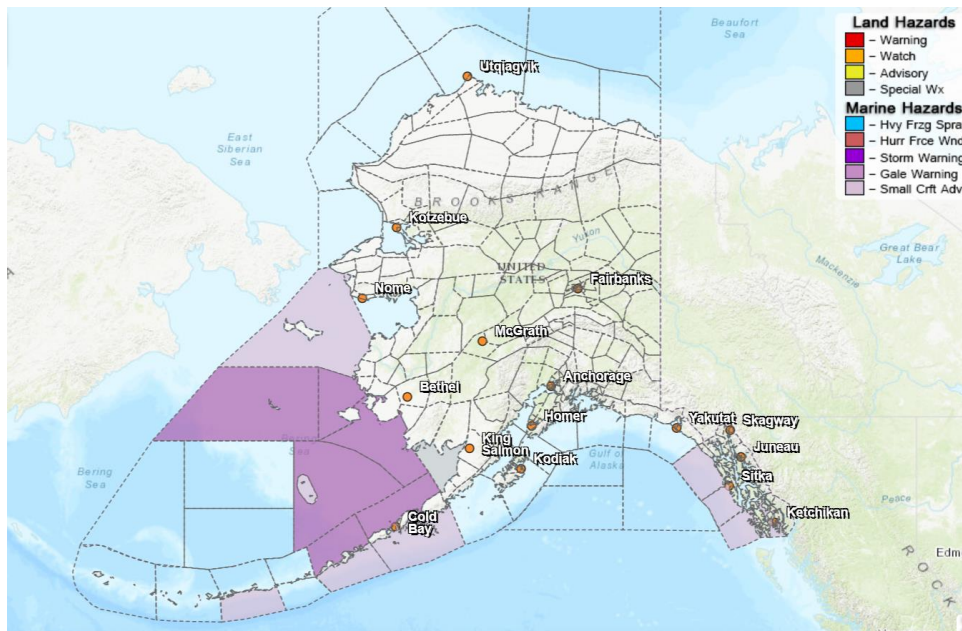 Land Hazards
– Warning
– Watch
– Advisory
– Special Wx
Marine Hazards
– Hvy Frzg Spra
– Hurr Frce Wnd
– Storm Warning
– Gale Warning
– Small Crft Adv
Beaufort
Sea
Utqiagvik
East
Siberian
Sea
BROOKS RANGE
Kotzebue
Yukon
Great Bear
Lake
Mackenzie
UNITED
STATES
Fairbanks
Nome
McGrath
Anchorage
Bethel
Homer
Yakutat
Skagway
King
Salmon
Juneau
Kodiak
Gulf of
Alaska
Bering
Sea
Sea
Sitka
Peace
Cold
Bay
Ketchikan
ROCK
Edm